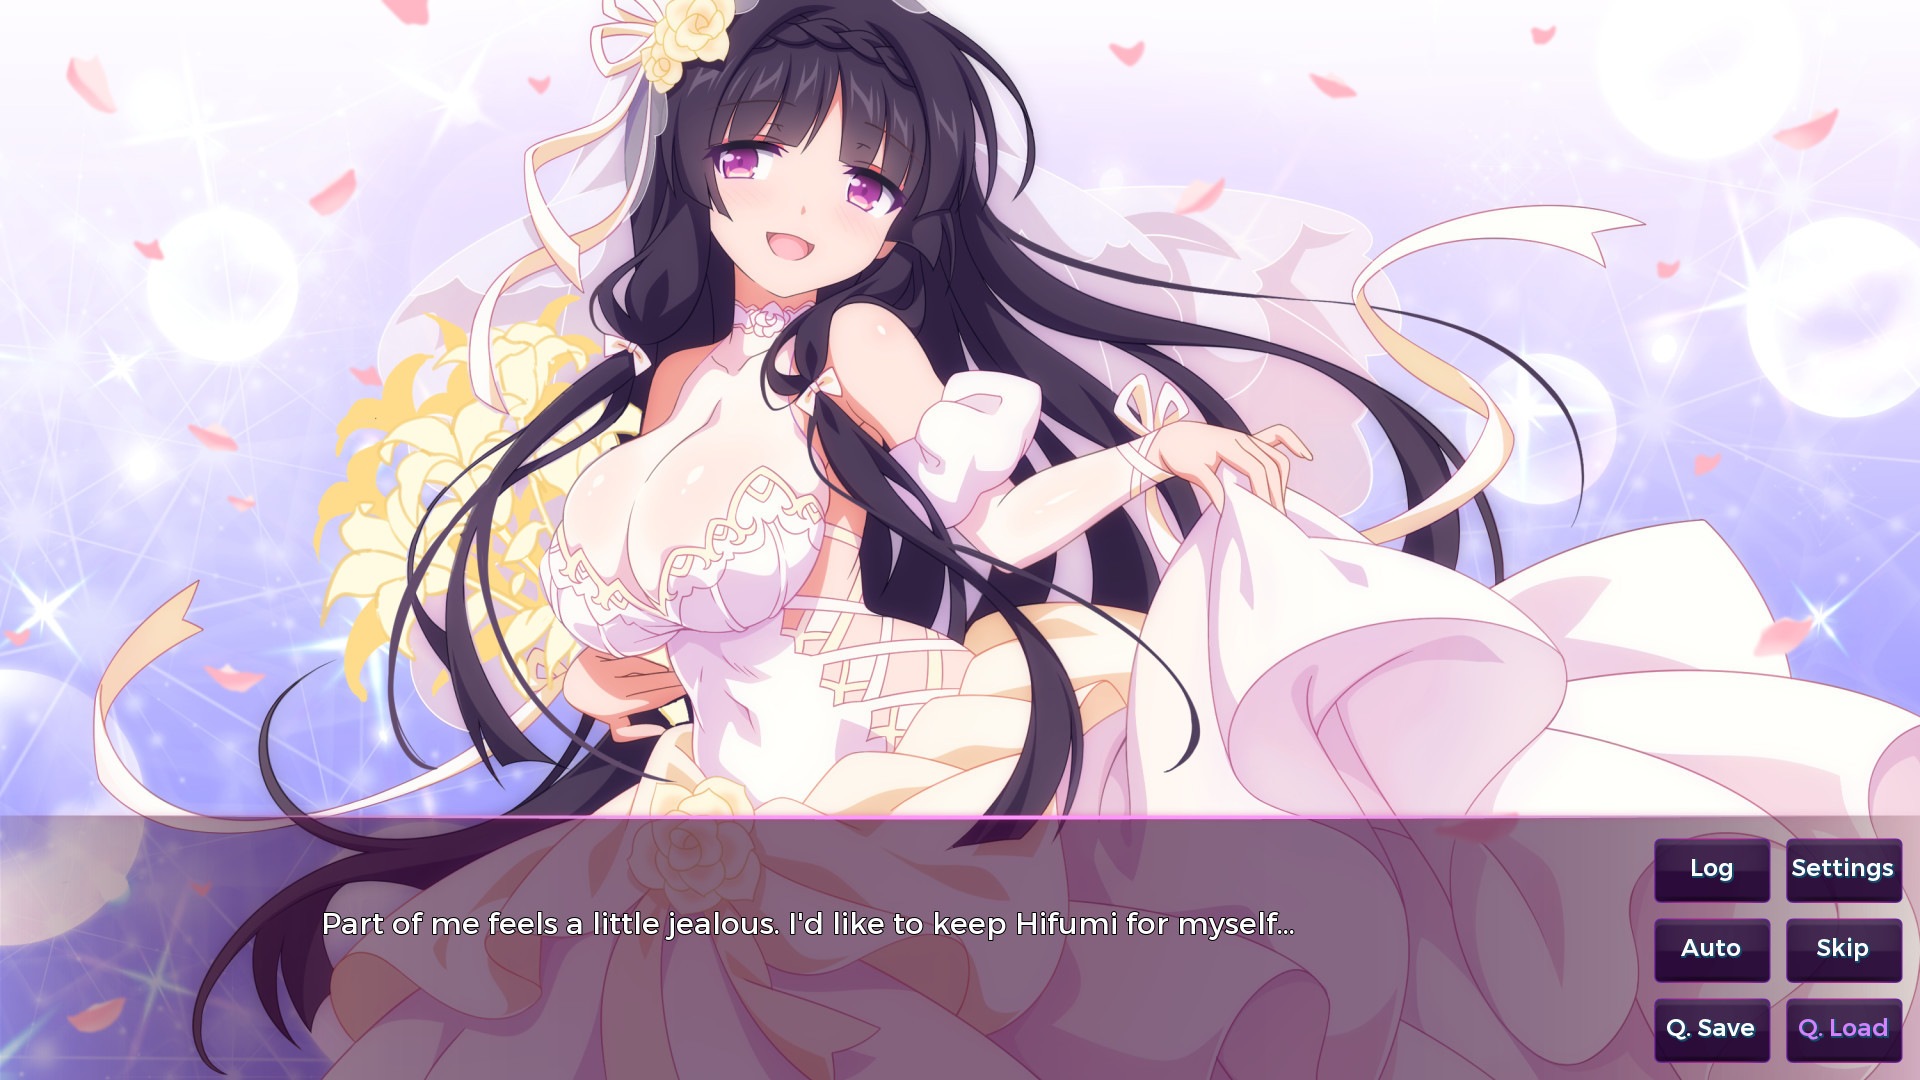 Part of me feels a little jealous. I'd like to keep Hifumi for myself...
Log
Settings
Auto
Skip
Q. Save
Q. Load